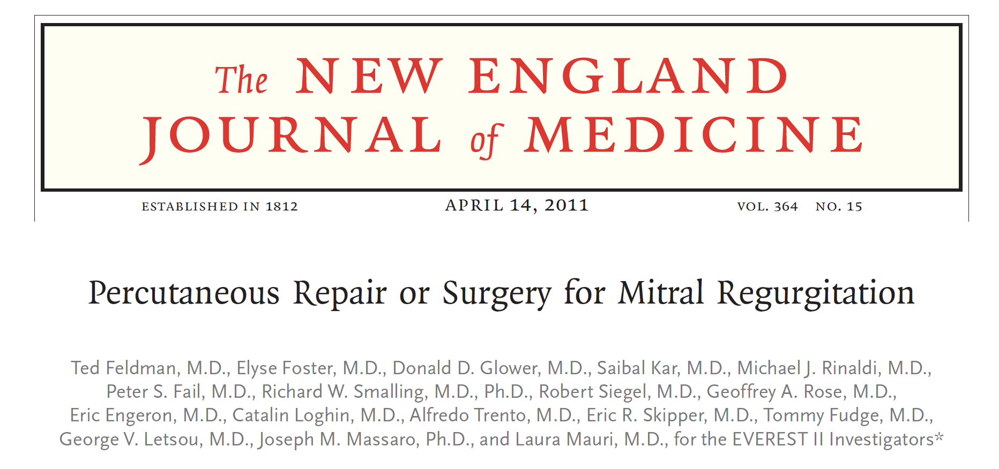 The NEW ENGLAND
JOURNAL of MEDICINE
ESTABLISHED IN 1812 APRIL 14, 2011 VOL. 364 NO. 15
Percutaneous Repair or Surgery for Mitral Regurgitation
Ted Feldman, M.D., Elyse Foster, M.D., Donald D. Glower, M.D., Saibal Kar, M.D., Michael J. Rinaldi, M.D.,
Peter S. Fail, M.D., Richard W. Smalling, M.D., Ph.D., Robert Siegel, M.D., Geoffrey A. Rose, M.D.,
Eric Engeron, M.D., Catalin Loghin, M.D., Alfredo Trento, M.D., Eric R. Skipper, M.D., Tommy Fudge, M.D.,
George V. Letsou, M.D., Joseph M. Massaro, Ph.D., and Laura Mauri, M.D., for the EVEREST II Investigators*